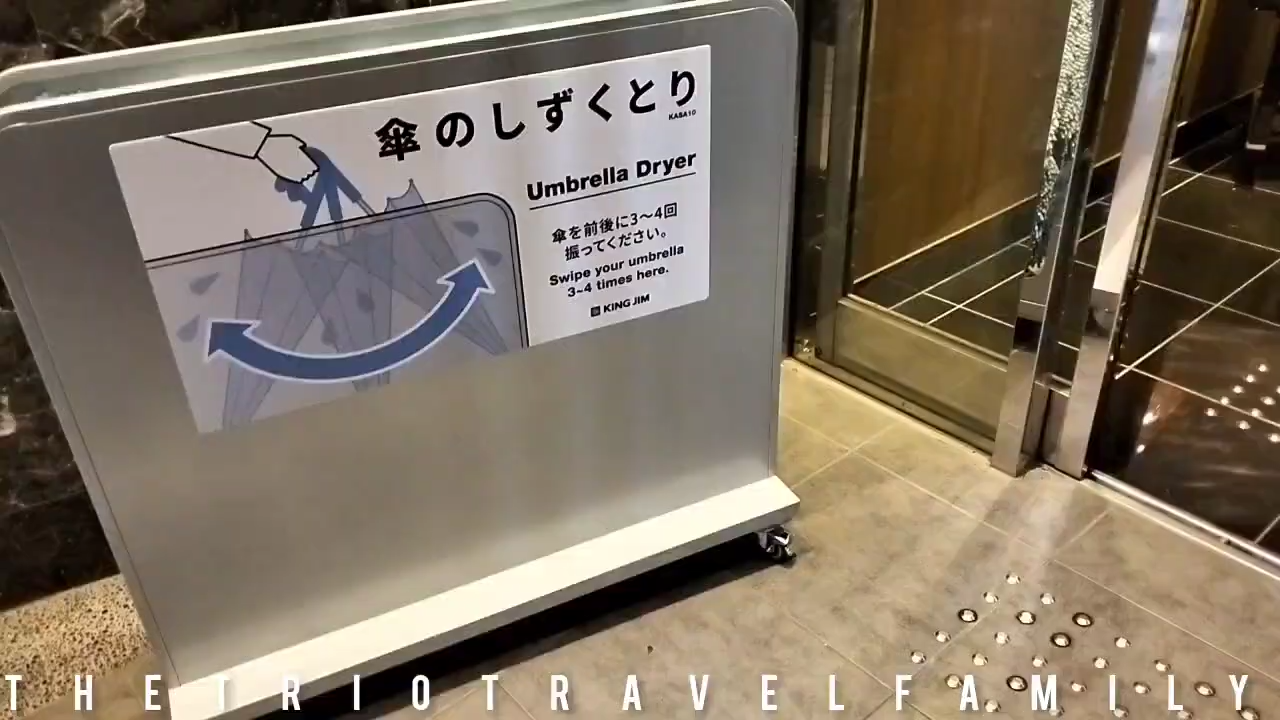 傘のしずくとり
KASA10
Umbrella Dryer
傘を前後に3～4回
振ってください。
Swipe your umbrella
3~4 times here.
KING JIM
THETRIOTRAVELFAMILY